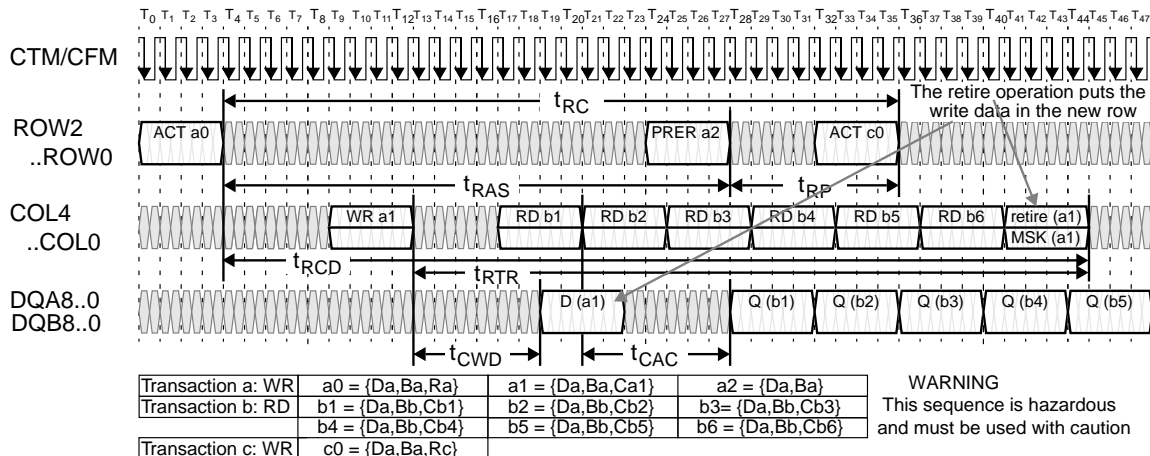 T0 T1 T2 T3 T4 T5 T6 T7 T8 T9 T10 T11 T12 T13 T14 T15 T16 T17 T18 T19 T20 T21 T22 T23 T24 T25 T26 T27 T28 T29 T30 T31 T32 T33 T34 T35 T36 T37 T38 T39 T40 T41 T42 T43 T44 T45 T46 T47
CTM/CFM
tRC
The retire operation puts the
write data in the new row
ROW2
..ROW0
ACT a0
PRER a2
ACT c0
tRAS
tRP
COL4
..COL0
WR a1
RD b1
RD b2
RD b3
RD b4
RD b5
RD b6
retire (a1)
MSK (a1)
tRCD
tRTR
DQA8..0
DQB8..0
D (a1)
Q (b1)
Q (b2)
Q (b3)
Q (b4)
Q (b5)
tCWD
tCAC
Transaction a: WR a0 = {Da,Ba,Ra} a1 = {Da,Ba,Ca1} a2 = {Da,Ba}
Transaction b: RD b1 = {Da,Bb,Cb1} b2 = {Da,Bb,Cb2} b3= {Da,Bb,Cb3}
b4 = {Da,Bb,Cb4} b5 = {Da,Bb,Cb5} b6 = {Da,Bb,Cb6}
Transaction c: WR c0 = {Da,Ba,Rc}
WARNING
This sequence is hazardous
and must be used with caution